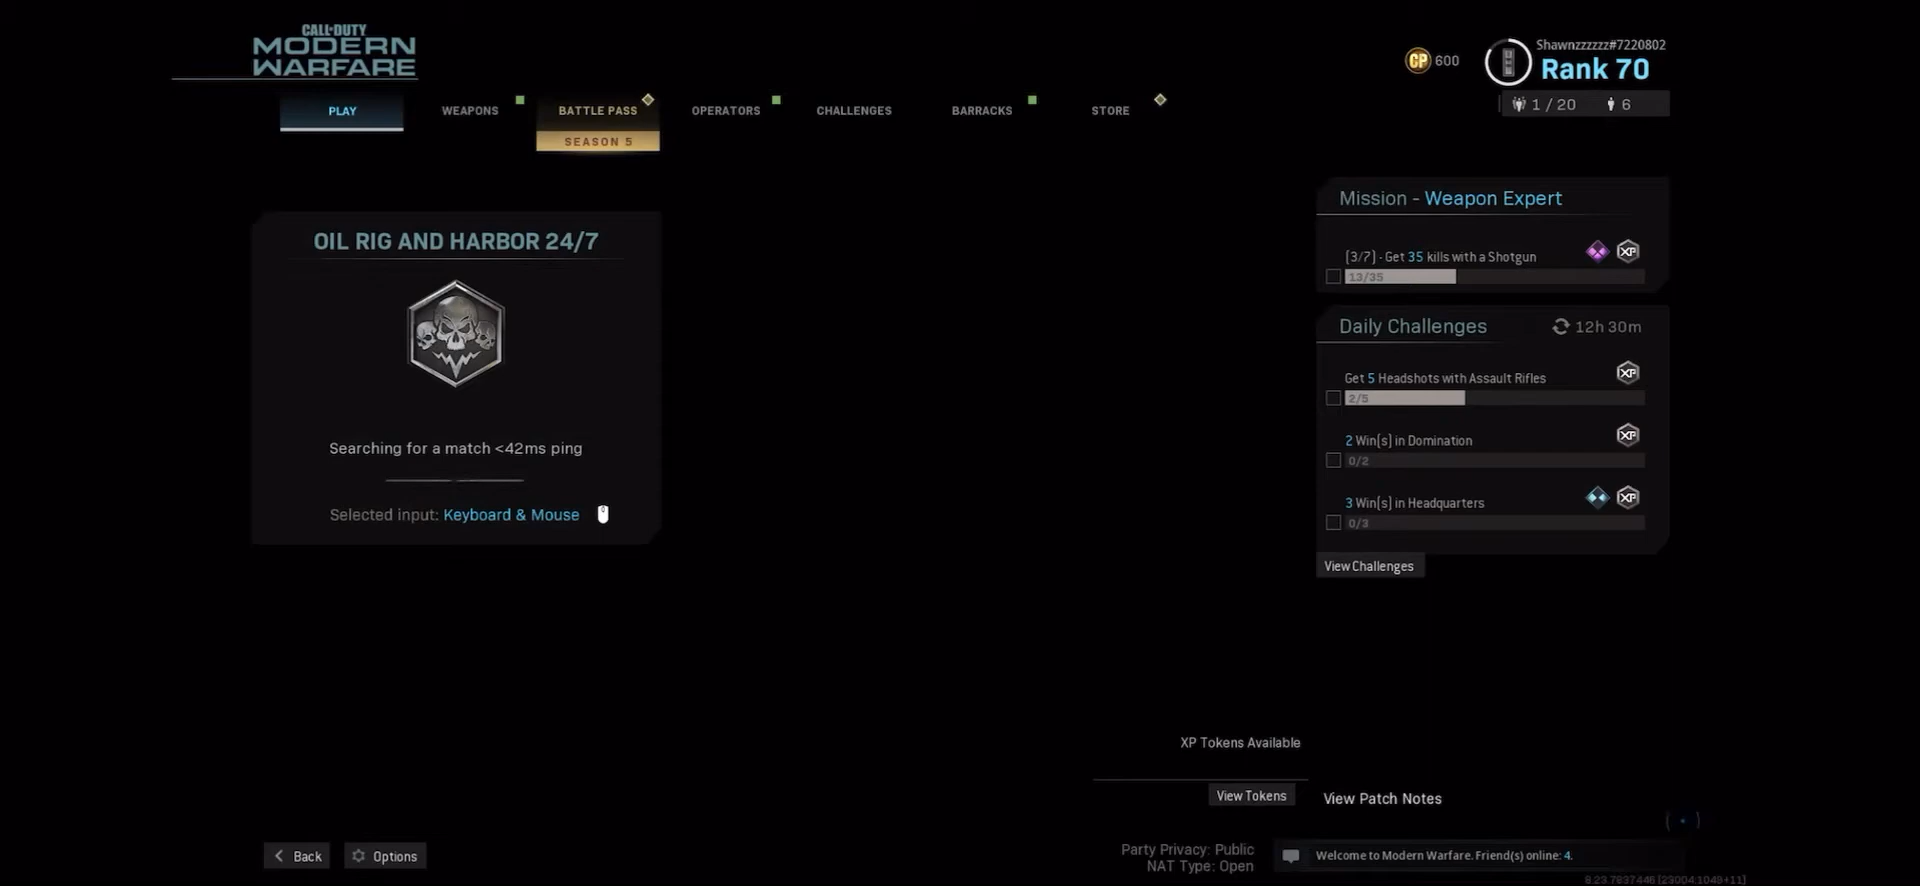 CALL OF DUTY
MODERN
WARFARE
CP 600
Shawnzzzzzz#7220802
Rank 70
1 / 20 6
PLAY
WEAPONS
BATTLE PASS
SEASON 5
OPERATORS
CHALLENGES
BARRACKS
STORE
OIL RIG AND HARBOR 24/7
Searching for a match <42ms ping
Selected input: Keyboard & Mouse
Mission - Weapon Expert
[3/7] - Get 35 kills with a Shotgun
XP
13/35
Daily Challenges
12h 30m
Get 5 Headshots with Assault Rifles
XP
2/5
2 Win(s) in Domination
XP
0/2
3 Win(s) in Headquarters
XP
0/3
View Challenges
XP Tokens Available
View Tokens
View Patch Notes
Back
Options
Party Privacy: Public
NAT Type: Open
Welcome to Modern Warfare. Friend(s) online: 4.